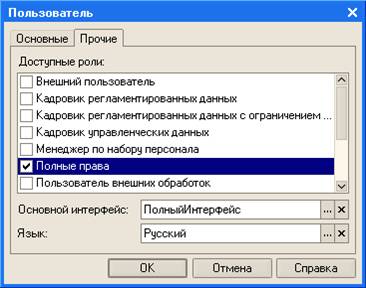 Пользователь
Основные
Прочие
Доступные роли:
Внешний пользователь
Кадровик регламентированных данных
Кадровик регламентированных данных с ограничением ...
Кадровик управленческих данных
Менеджер по набору персонала
Полные права
Пользователь внешних обработок
Основной интерфейс: ПолныйИнтерфейс ...
Язык: Русский ...
OK Отмена Справка